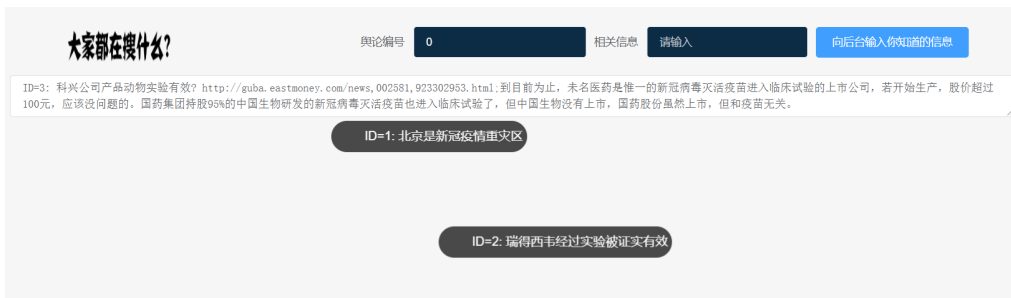 大家都在搜什么?
舆论编号 0 相关信息 请输入 向后台输入你知道的信息
ID=3: 科兴公司产品动物实验有效? http://guba.eastmoney.com/news,002581,923302953.html;到目前为止，未名医药是惟一的新冠病毒灭活疫苗进入临床试验的上市公司，若开始生产，股价超过
100元，应该没问题的。国药集团持股95%的中国生物研发的新冠病毒灭活疫苗也进入临床试验了，但中国生物没有上市，国药股份虽然上市，但和疫苗无关。
ID=1: 北京是新冠疫情重灾区
ID=2: 瑞得西韦经过实验被证实有效